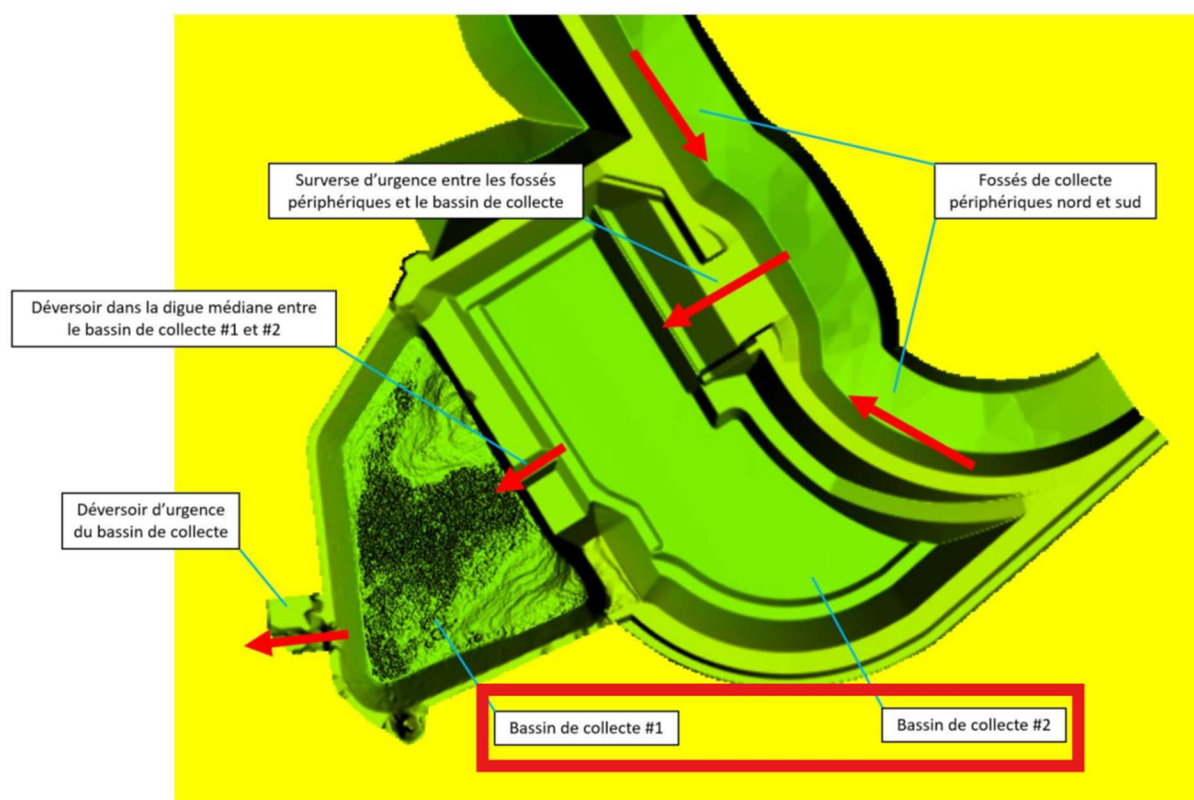 Surverse d’urgence entre les fossés
périphériques et le bassin de collecte
Fossés de collecte
périphériques nord et sud
Déversoir dans la digue médiane entre
le bassin de collecte #1 et #2
Déversoir d’urgence
du bassin de collecte
Bassin de collecte #1
Bassin de collecte #2